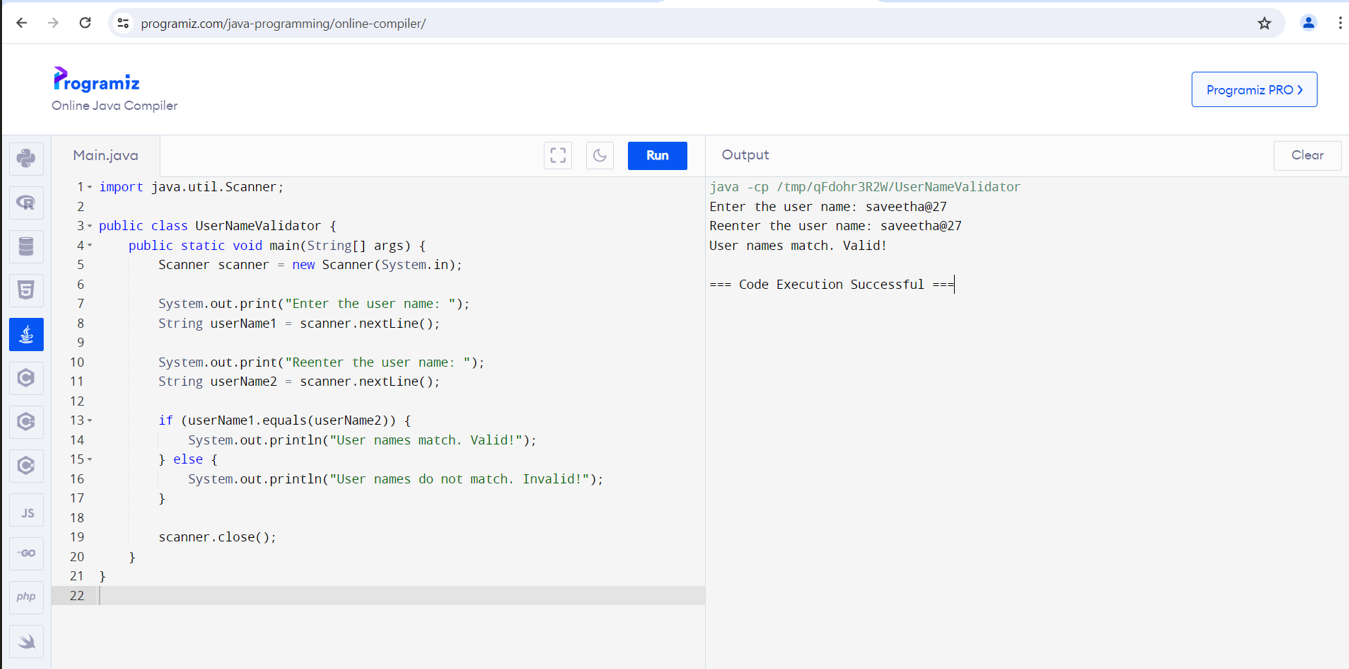 programiz.com/java-programming/online-compiler/
Programiz
Online Java Compiler
Programiz PRO >
Main.java
Run
1 import java.util.Scanner;
2
3 public class UserNameValidator {
4     public static void main(String[] args) {
5         Scanner scanner = new Scanner(System.in);
6
7         System.out.print("Enter the user name: ");
8         String userName1 = scanner.nextLine();
9
10         System.out.print("Reenter the user name: ");
11         String userName2 = scanner.nextLine();
12
13         if (userName1.equals(userName2)) {
14             System.out.println("User names match. Valid!");
15         } else {
16             System.out.println("User names do not match. Invalid!");
17         }
18
19         scanner.close();
20     }
21 }
22
Output
Clear
java -cp /tmp/qFdohr3R2W/UserNameValidator
Enter the user name: saveetha@27
Reenter the user name: saveetha@27
User names match. Valid!
=== Code Execution Successful ===
R
5
C
C
C
JS
GO
php